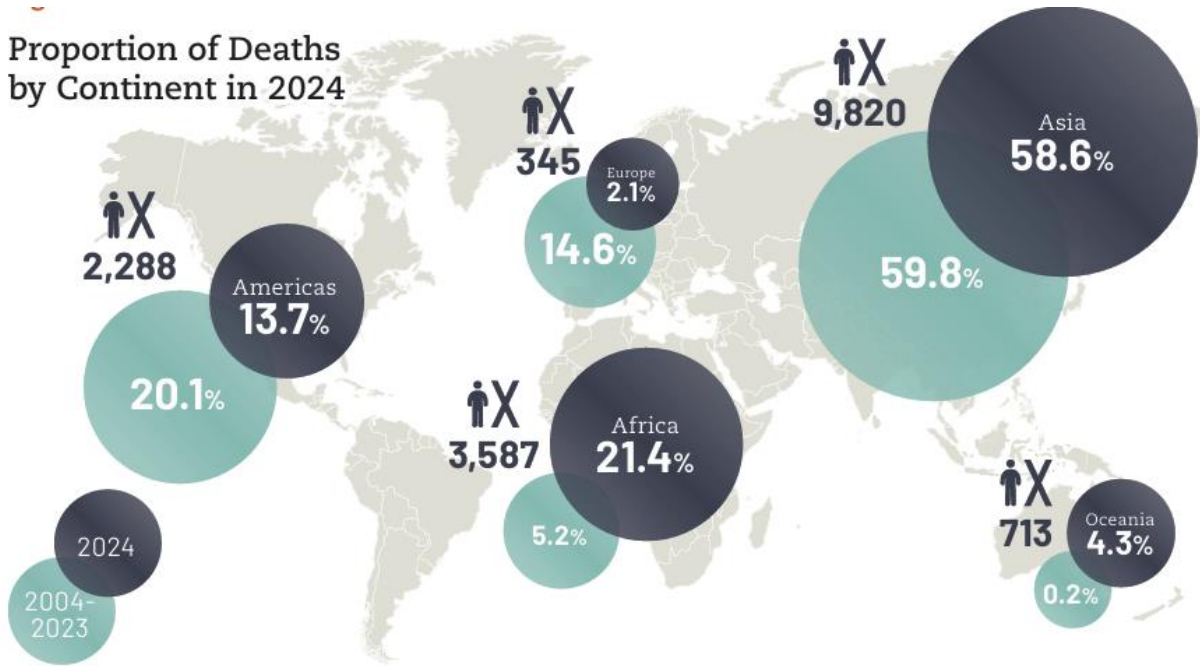 Proportion of Deaths
by Continent in 2024
X
9,820
Asia
58.6%
59.8%
X
345
Europe
2.1%
14.6%
X
2,288
Americas
13.7%
20.1%
X
3,587
Africa
21.4%
5.2%
X
713
Oceania
4.3%
0.2%
2024
2004-
2023